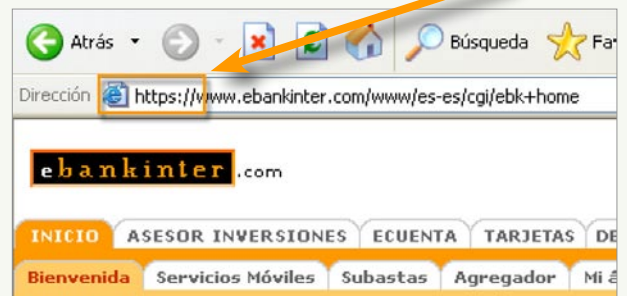 Atrás Búsqueda
Dirección https://www.ebankinter.com/www/es-es/cgi/ebk+home
ebankinter.com
INICIO ASESOR INVERSIONES ECUENTA TARJETAS
Bienvenida Servicios Móviles Subastas Agregador Mi